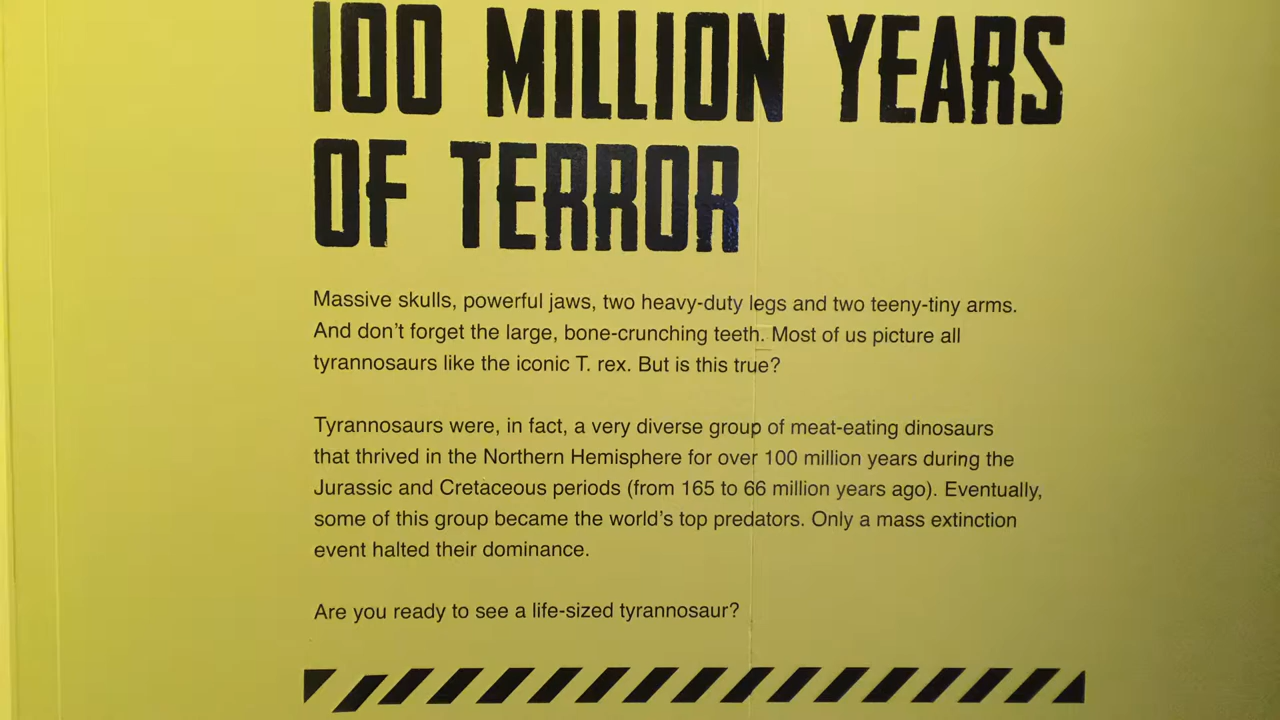 100 MILLION YEARS
OF TERROR
Massive skulls, powerful jaws, two heavy-duty legs and two teeny-tiny arms.
And don't forget the large, bone-crunching teeth. Most of us picture all
tyrannosaurs like the iconic T. rex. But is this true?
Tyrannosaurs were, in fact, a very diverse group of meat-eating dinosaurs
that thrived in the Northern Hemisphere for over 100 million years during the
Jurassic and Cretaceous periods (from 165 to 66 million years ago). Eventually,
some of this group became the world's top predators. Only a mass extinction
event halted their dominance.
Are you ready to see a life-sized tyrannosaur?